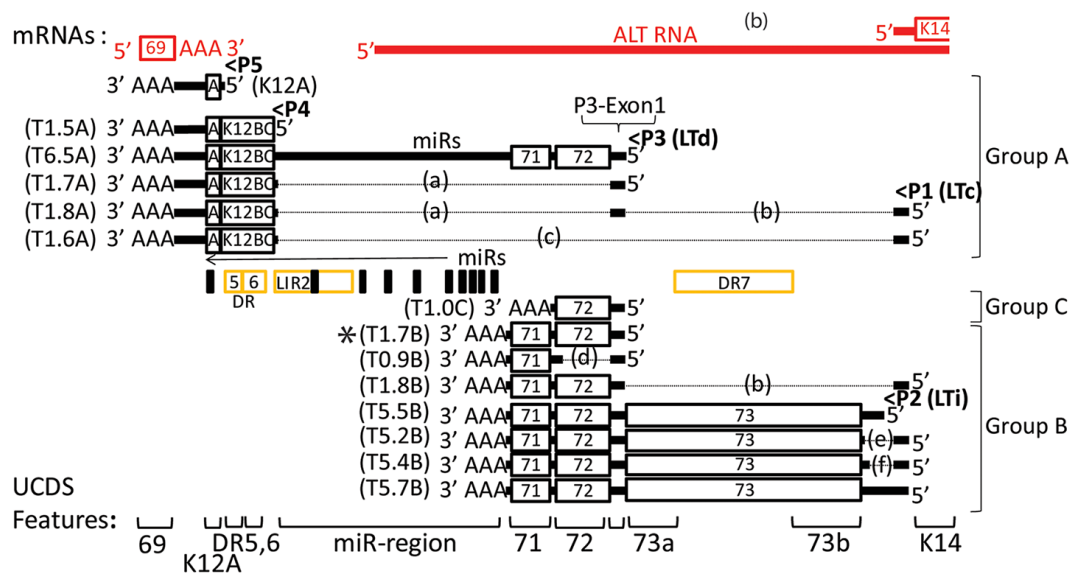 mRNAs : 5’ 69 AAA 3’ 5’ ALT RNA (b) 5’ K14
3’ AAA A 5’ (K12A) <P5
<P4
P3-Exon1
(T1.5A) 3’ AAA A K12BC 5’
(T6.5A) 3’ AAA A K12BC miRs 71 72 5’ <P3 (LTd)
Group A
(T1.7A) 3’ AAA A K12BC (a) 5’
<P1 (LTc)
(T1.8A) 3’ AAA A K12BC (a) (b) 5’
(T1.6A) 3’ AAA A K12BC (c) 5’
miRs
5 6 LIR2 DR7
DR
(T1.0C) 3’ AAA 72 5’ Group C
* (T1.7B) 3’ AAA 71 72 5’
(T0.9B) 3’ AAA 71 (d) 5’
(T1.8B) 3’ AAA 71 72 (b) 5’
<P2 (LTi)
(T5.5B) 3’ AAA 71 72 73 5’
Group B
(T5.2B) 3’ AAA 71 72 73 (e) 5’
(T5.4B) 3’ AAA 71 72 73 (f) 5’
(T5.7B) 3’ AAA 71 72 73 5’
UCDS
Features:
69 K12A DR5,6 miR-region 71 72 73a 73b K14